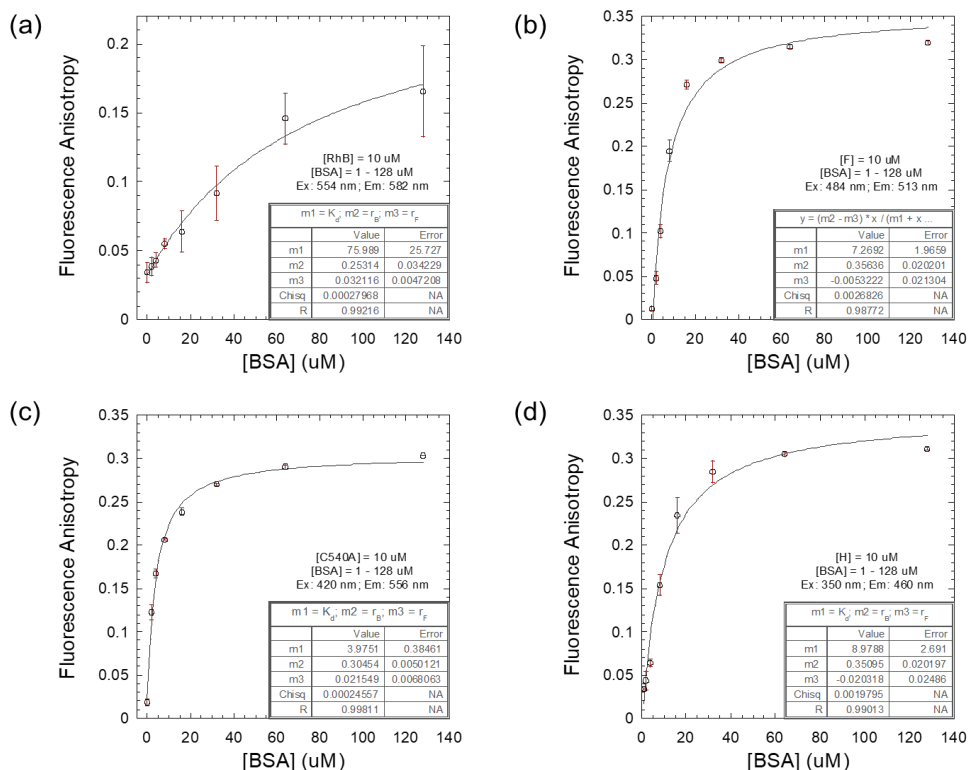 (a)
Fluorescence Anisotropy
0.2
0.15
0.1
0.05
0
0 20 40 60 80 100 120 140
[BSA] (uM)
[RhB] = 10 uM
[BSA] = 1 - 128 uM
Ex: 554 nm; Em: 582 nm
m1 = Kd; m2 = rB; m3 = rF
Value Error
m1 75.989 25.727
m2 0.25314 0.034229
m3 0.032116 0.0047208
Chisq 0.00027968 NA
R 0.99216 NA
(b)
Fluorescence Anisotropy
0.35
0.3
0.25
0.2
0.15
0.1
0.05
0
0 20 40 60 80 100 120 140
[BSA] (uM)
[F] = 10 uM
[BSA] = 1 - 128 uM
Ex: 484 nm; Em: 513 nm
y = (m2 - m3) * x / (m1 + x ...
Value Error
m1 7.2692 1.9659
m2 0.35636 0.020201
m3 -0.0053222 0.021304
Chisq 0.0026826 NA
R 0.98772 NA
(c)
Fluorescence Anisotropy
0.35
0.3
0.25
0.2
0.15
0.1
0.05
0
0 20 40 60 80 100 120 140
[BSA] (uM)
[C540A] = 10 uM
[BSA] = 1 - 128 uM
Ex: 420 nm; Em: 556 nm
m1 = Kd; m2 = rB; m3 = rF
Value Error
m1 3.9751 0.38461
m2 0.30454 0.0050121
m3 0.021549 0.0068063
Chisq 0.00024557 NA
R 0.99811 NA
(d)
Fluorescence Anisotropy
0.35
0.3
0.25
0.2
0.15
0.1
0.05
0
0 20 40 60 80 100 120 140
[BSA] (uM)
[H] = 10 uM
[BSA] = 1 - 128 uM
Ex: 350 nm; Em: 460 nm
m1 = Kd; m2 = rB; m3 = rF
Value Error
m1 8.9788 2.691
m2 0.35095 0.020197
m3 -0.020318 0.02486
Chisq 0.0019795 NA
R 0.99013 NA